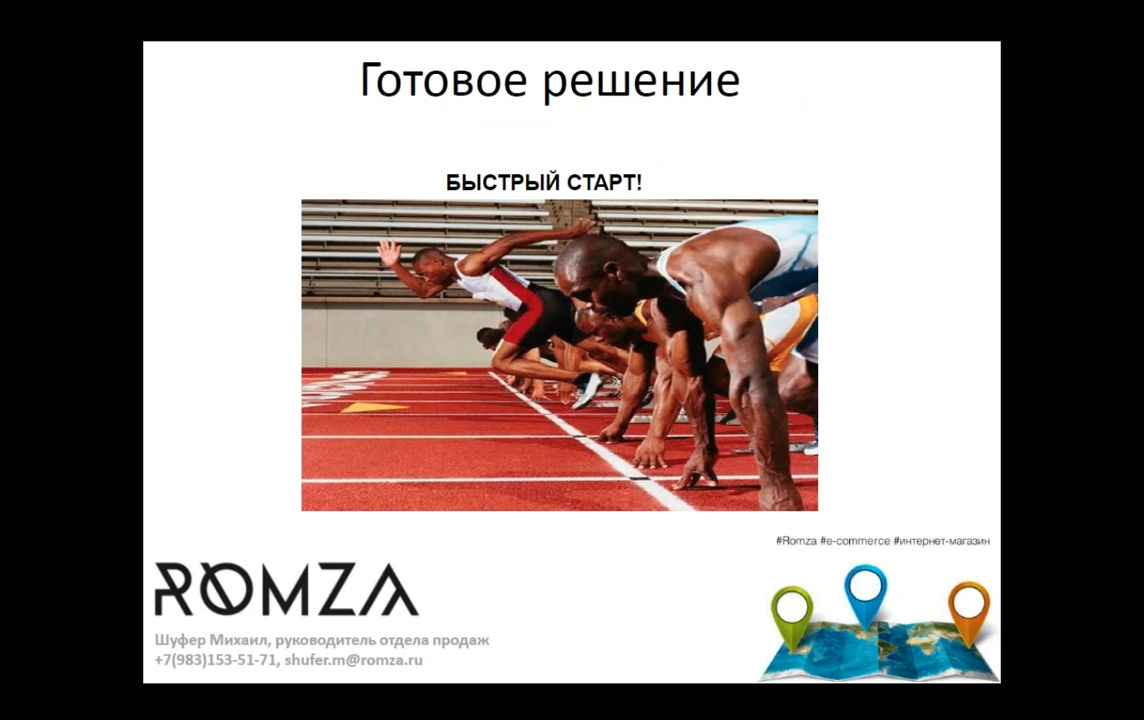 Готовое решение
БЫСТРЫЙ СТАРТ!
#Romza #e-commerce #интернет-магазин
ROMZA
Шуфер Михаил, руководитель отдела продаж
+7(983)153-51-71, shufer.m@romza.ru